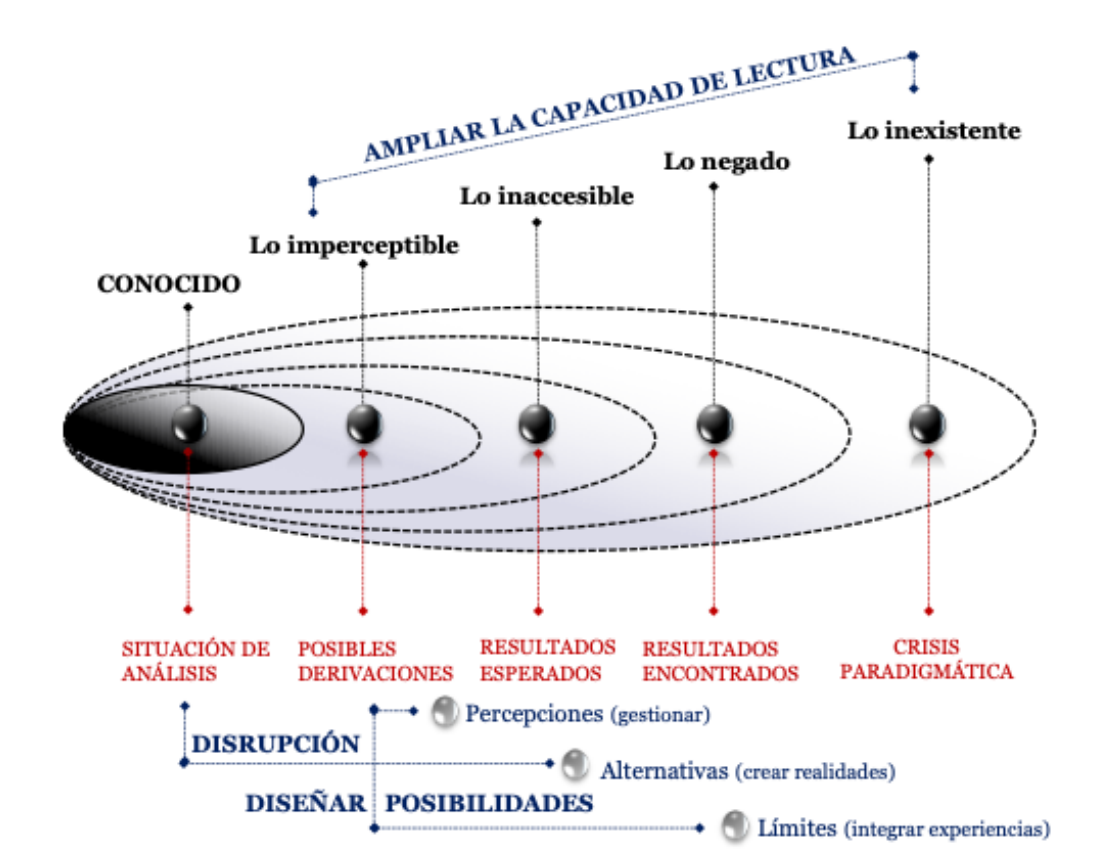 AMPLIAR LA CAPACIDAD DE LECTURA
Lo inexistente
Lo negado
Lo inaccesible
Lo imperceptible
CONOCIDO
SITUACIÓN DE
ANÁLISIS
POSIBLES
DERIVACIONES
RESULTADOS
ESPERADOS
RESULTADOS
ENCONTRADOS
CRISIS
PARADIGMÁTICA
Percepciones (gestionar)
DISRUPCIÓN
Alternativas (crear realidades)
DISEÑAR POSIBILIDADES
Límites (integrar experiencias)